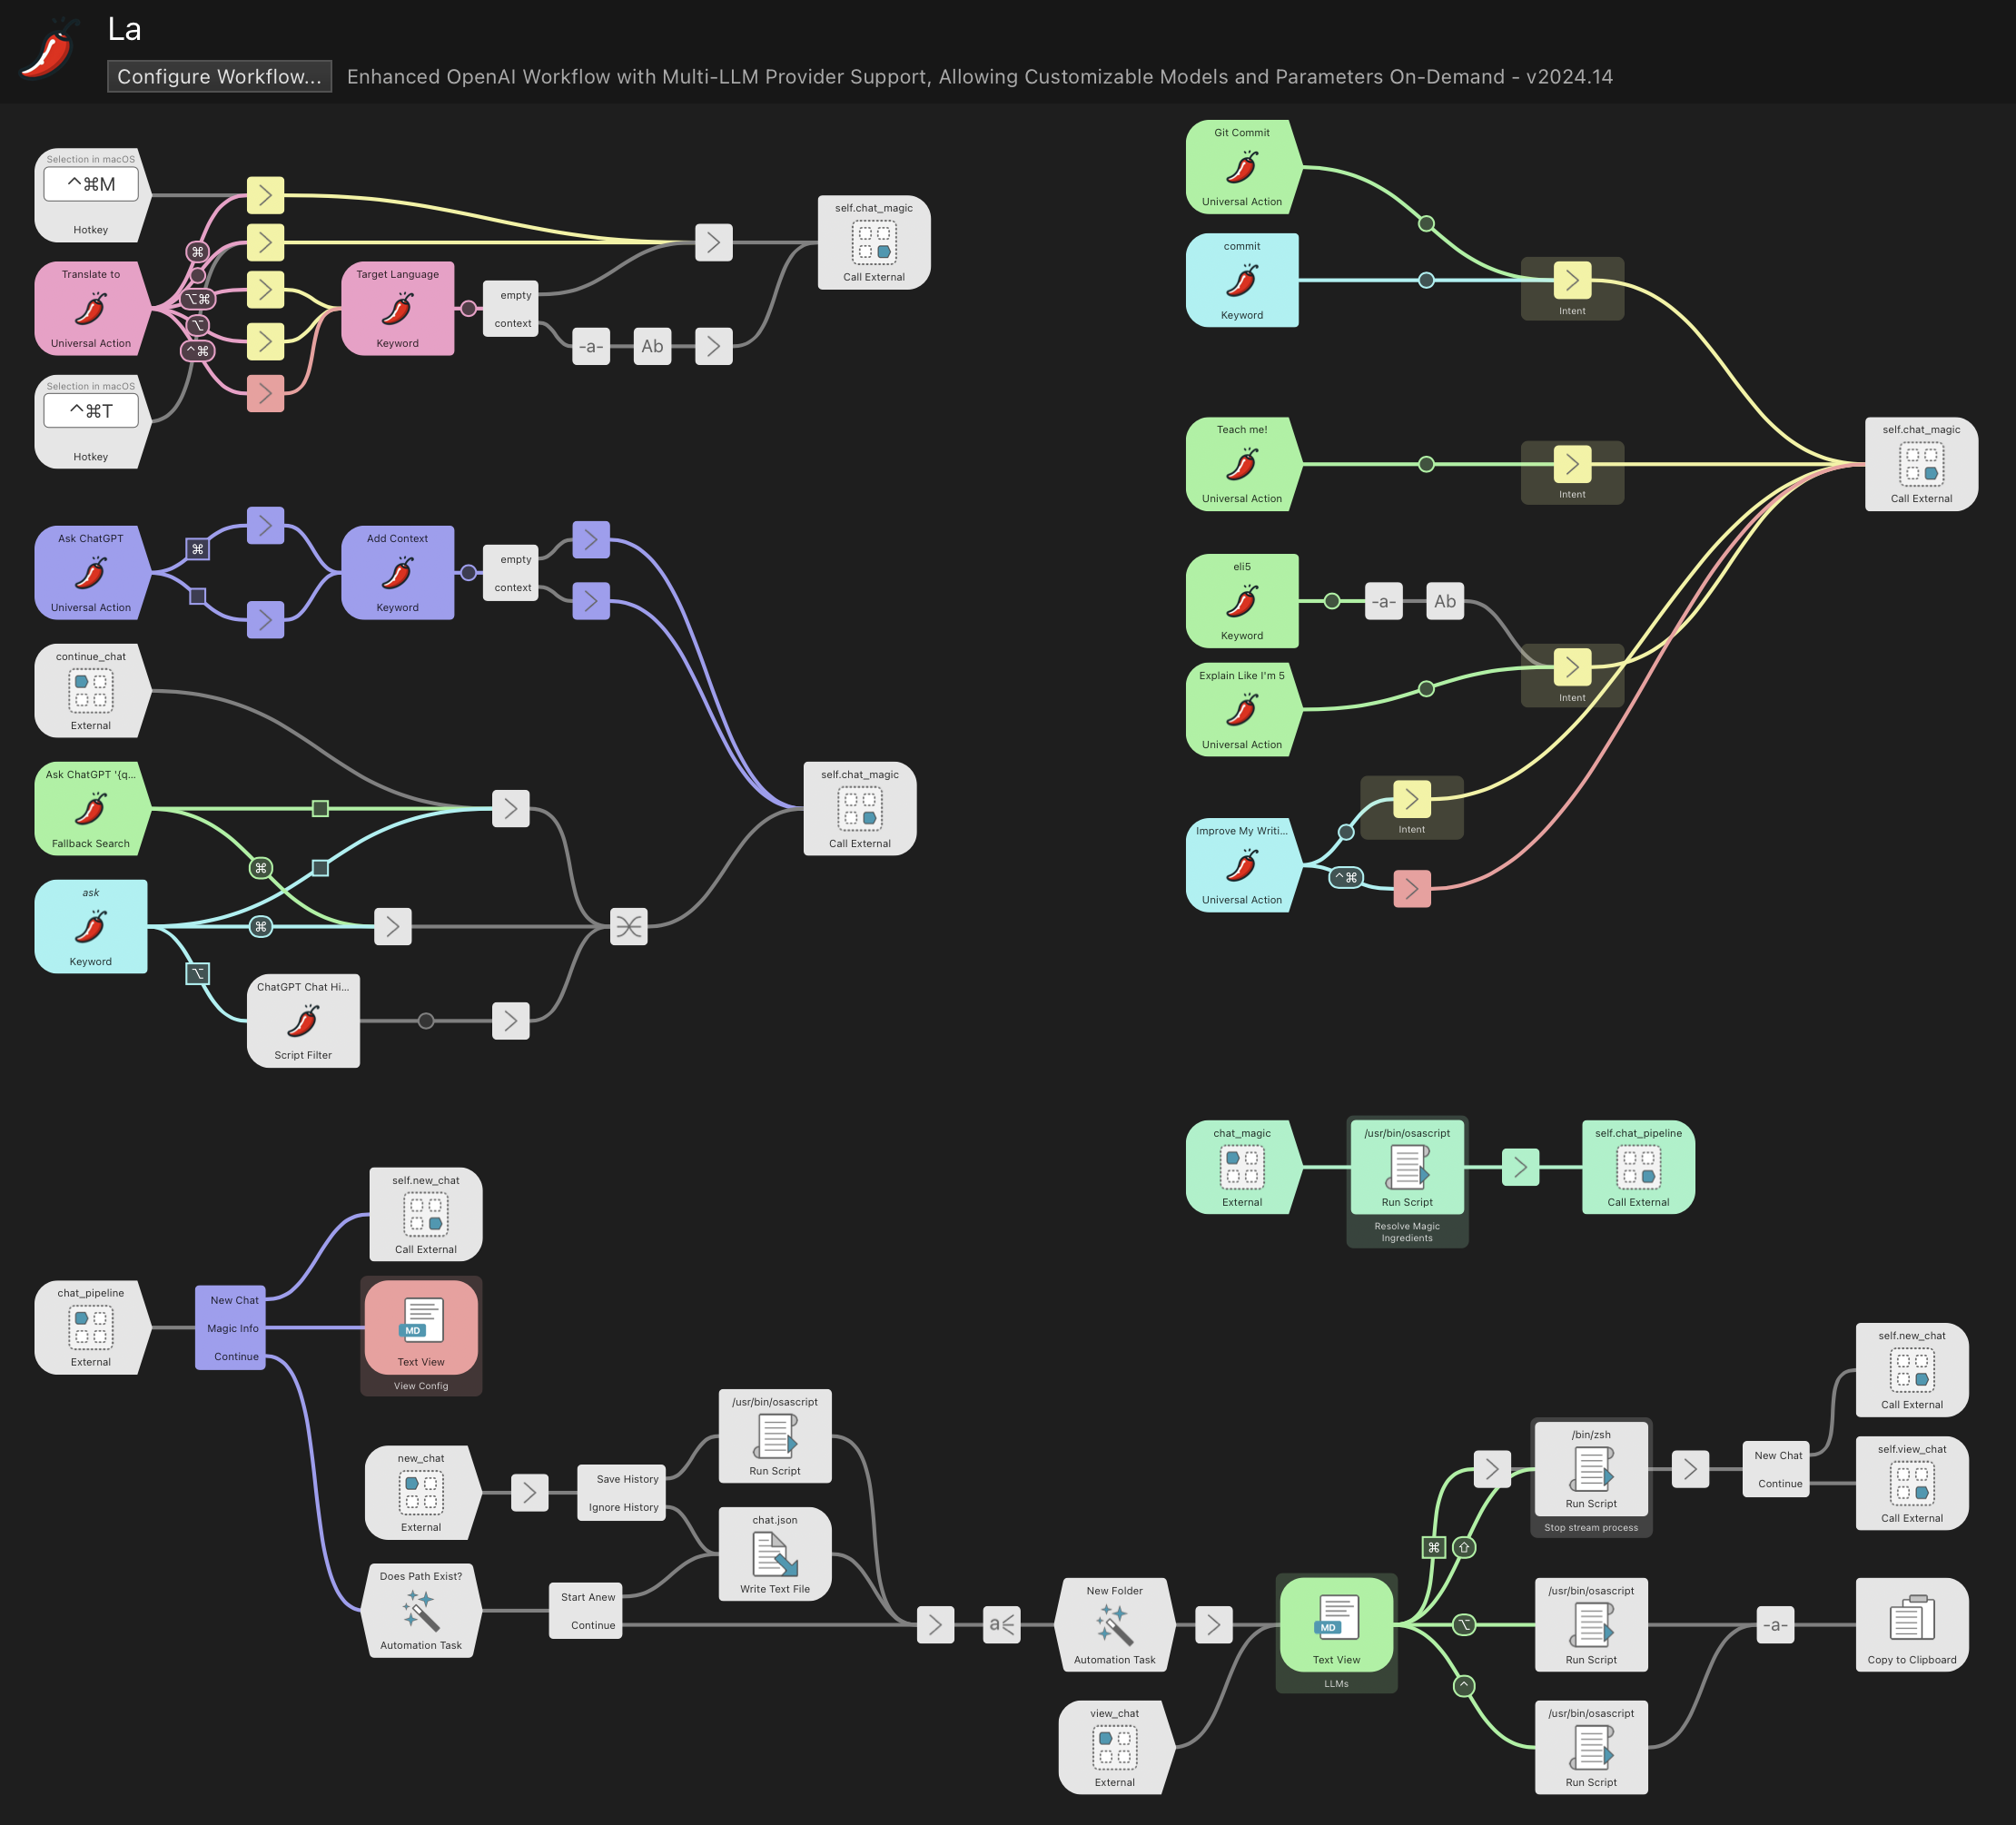 La
Configure Workflow...
Enhanced OpenAI Workflow with Multi-LLM Provider Support, Allowing Customizable Models and Parameters On-Demand - v2024.14
Selection in macOS
^⌘M
Hotkey
Translate to
Universal Action
Selection in macOS
^⌘T
Hotkey
⌘
⌥⌘
⌥
^⌘
Target Language
Keyword
empty
context
-a-
Ab
self.chat_magic
Call External
Ask ChatGPT
Universal Action
⌘
Add Context
Keyword
empty
context
continue_chat
External
Ask ChatGPT '{q...
Fallback Search
⌘
ask
Keyword
⌘
⌥
ChatGPT Chat Hi...
Script Filter
self.chat_magic
Call External
Git Commit
Universal Action
commit
Keyword
Intent
Teach me!
Universal Action
Intent
self.chat_magic
Call External
eli5
Keyword
-a-
Ab
Explain Like I'm 5
Universal Action
Intent
Improve My Writi...
Universal Action
^⌘
Intent
chat_magic
External
/usr/bin/osascript
Run Script
Resolve Magic
Ingredients
self.chat_pipeline
Call External
self.new_chat
Call External
chat_pipeline
External
New Chat
Magic Info
Continue
MD
Text View
View Config
new_chat
External
Save History
Ignore History
/usr/bin/osascript
Run Script
chat.json
Write Text File
Does Path Exist?
Automation Task
Start Anew
Continue
a
New Folder
Automation Task
view_chat
External
MD
Text View
LLMs
⌘
⇧
⌥
^
/bin/zsh
Run Script
Stop stream process
New Chat
Continue
self.new_chat
Call External
self.view_chat
Call External
/usr/bin/osascript
Run Script
-a-
Copy to Clipboard
/usr/bin/osascript
Run Script